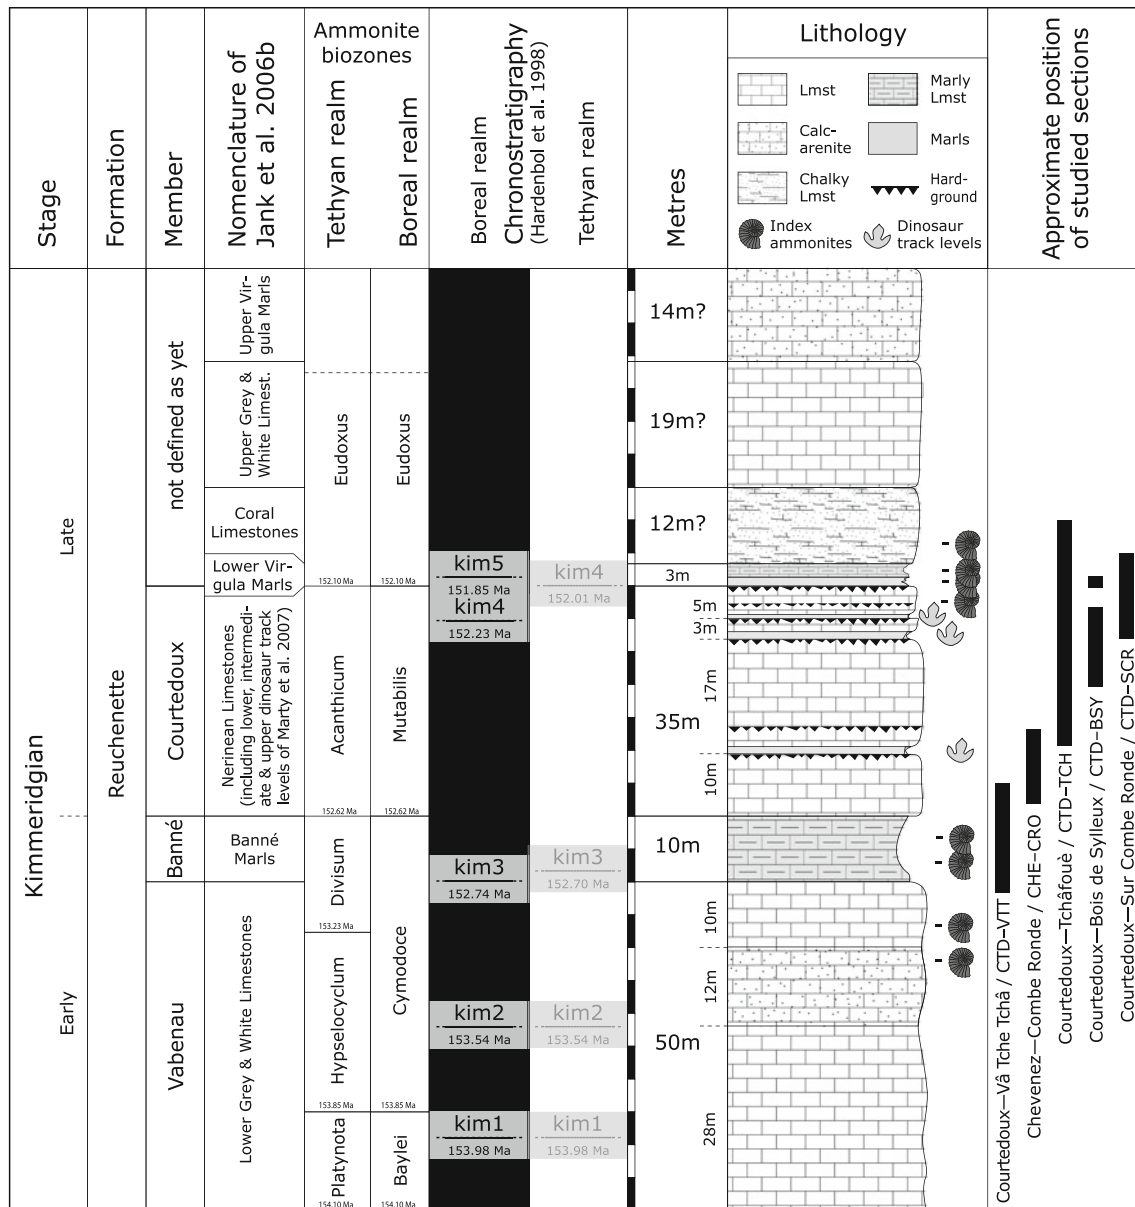 Stage
Formation
Member
Nomenclature of
Jank et al. 2006b
Ammonite
biozones
Tethyan realm
Boreal realm
Boreal realm
Chronostratigraphy
(Hardenbol et al. 1998)
Tethyan realm
Metres
Lithology
Lmst
Marly
Lmst
Calc-
arenite
Marls
Chalky
Lmst
Hard-
ground
Index
ammonites
Dinosaur
track levels
Approximate position
of studied sections
Kimmeridgian
Late
Early
Reuchenette
not defined as yet
Courtedoux
Banné
Vabenau
Upper Vir-
gula Marls
Upper Grey &
White Limest.
Coral
Limestones
Lower Vir-
gula Marls
Nerinean Limestones
(including lower, intermedi-
ate & upper dinosaur track
levels of Marty et al. 2007)
Banné
Marls
Lower Grey & White Limestones
Eudoxus
152.10 Ma
Acanthicum
152.62 Ma
Divisum
153.23 Ma
Hypselocyclum
153.85 Ma
Platynota
154.10 Ma
Eudoxus
152.10 Ma
Mutabilis
152.62 Ma
Cymodoce
153.85 Ma
Baylei
154.10 Ma
kim5
151.85 Ma
kim4
152.23 Ma
kim3
152.74 Ma
kim2
153.54 Ma
kim1
153.98 Ma
kim4
152.01 Ma
kim3
152.70 Ma
kim2
153.54 Ma
kim1
153.98 Ma
14m?
19m?
12m?
3m
5m
3m
17m
35m
10m
10m
10m
12m
50m
28m
Courtedoux—Vâ Tche Tchâ / CTD–VTT
Chevenez—Combe Ronde / CHE–CRO
Courtedoux—Tchâfouè / CTD–TCH
Courtedoux—Bois de Sylleux / CTD–BSY
Courtedoux—Sur Combe Ronde / CTD–SCR